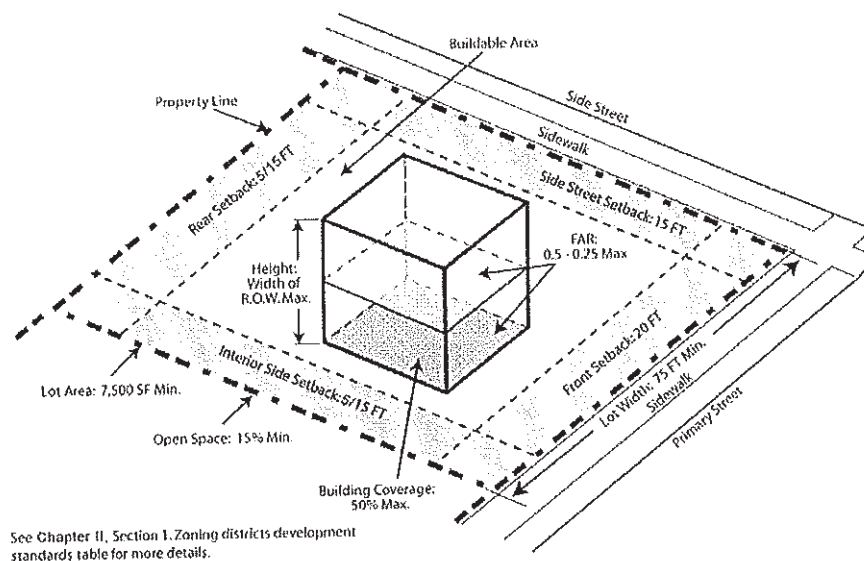 Buildable Area
Property Line
Side Street
Sidewalk
Rear Setback: 5/15 FT
Side Street Setback: 15 FT
FAR:
0.5 - 0.25 Max
Height:
Width of
R.O.W. Max.
Interior Side Setback: 5/15 FT
Front Setback: 20 FT
Lot Width: 75 FT Min.
Sidewalk
Primary Street
Lot Area: 7,500 SF Min.
Open Space: 15% Min.
Building Coverage:
50% Max.
See Chapter II, Section 1. Zoning districts development
standards table for more details.